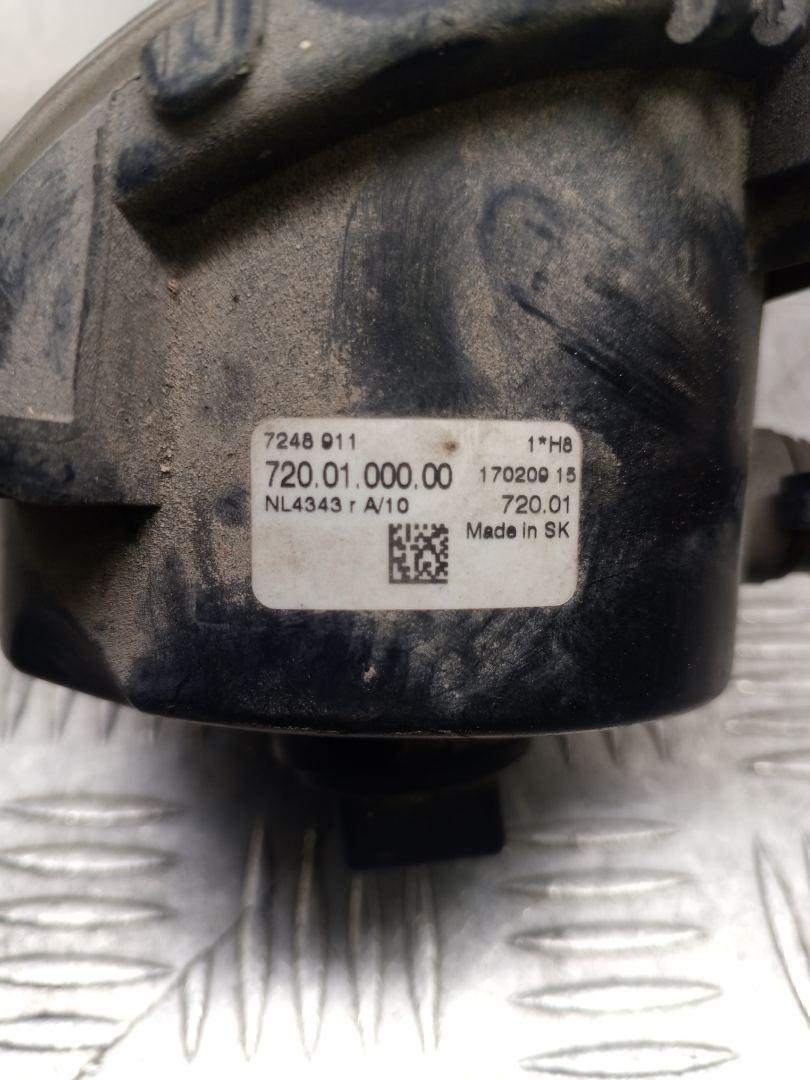 7248 911 1*H8
720.01.000.00 170209 15
NL4343 r A/10 720.01
Made in SK